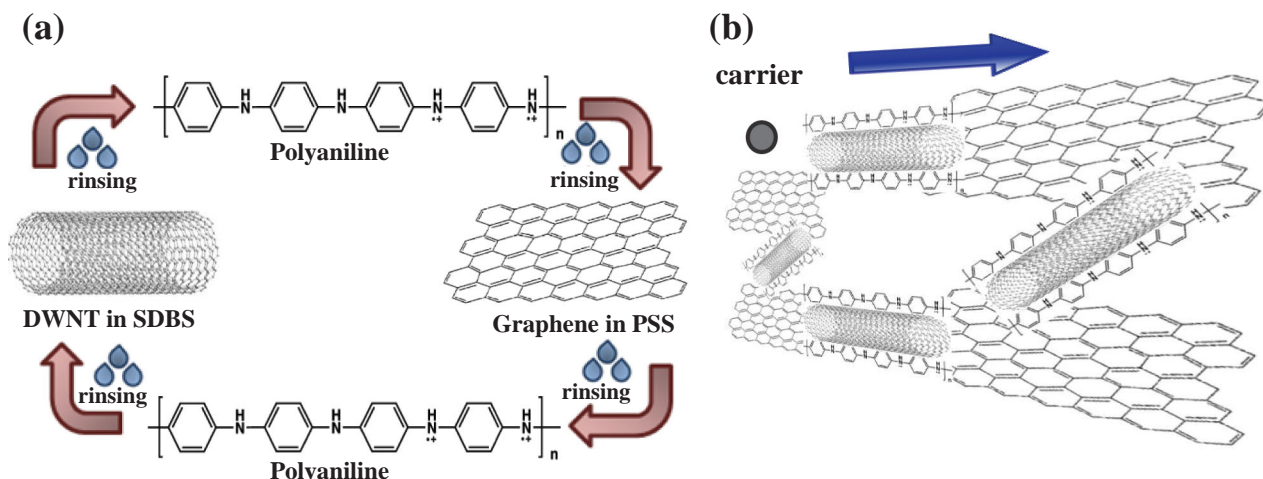 (a)
H
N
H
N
H
N
•+
H
N
•+
n
Polyaniline
rinsing
rinsing
DWNT in SDBS
Graphene in PSS
rinsing
rinsing
H
N
H
N
H
N
•+
H
N
•+
n
Polyaniline
(b)
carrier
n
n
n